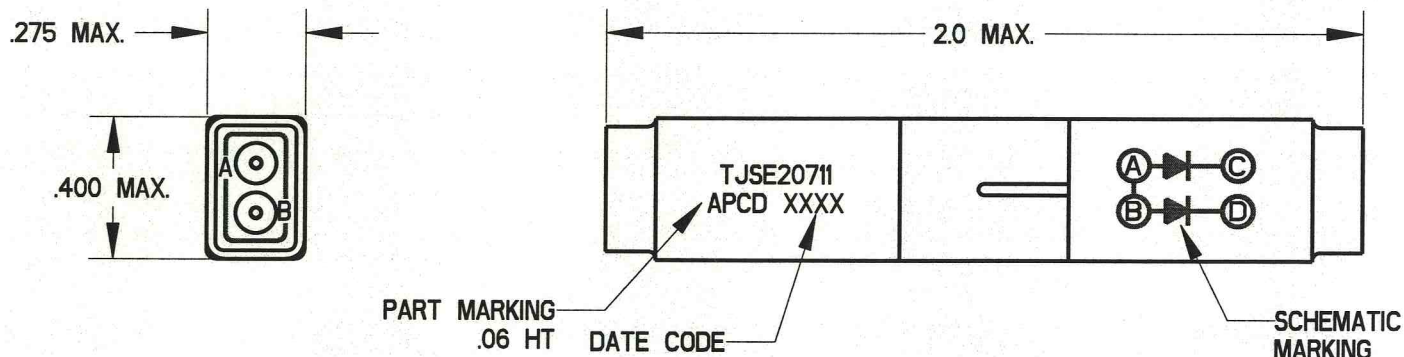 .275 MAX.
2.0 MAX.
.400 MAX.
A
B
TJSE20711
APCD XXXX
A C
B D
PART MARKING
.06 HT
DATE CODE
SCHEMATIC
MARKING